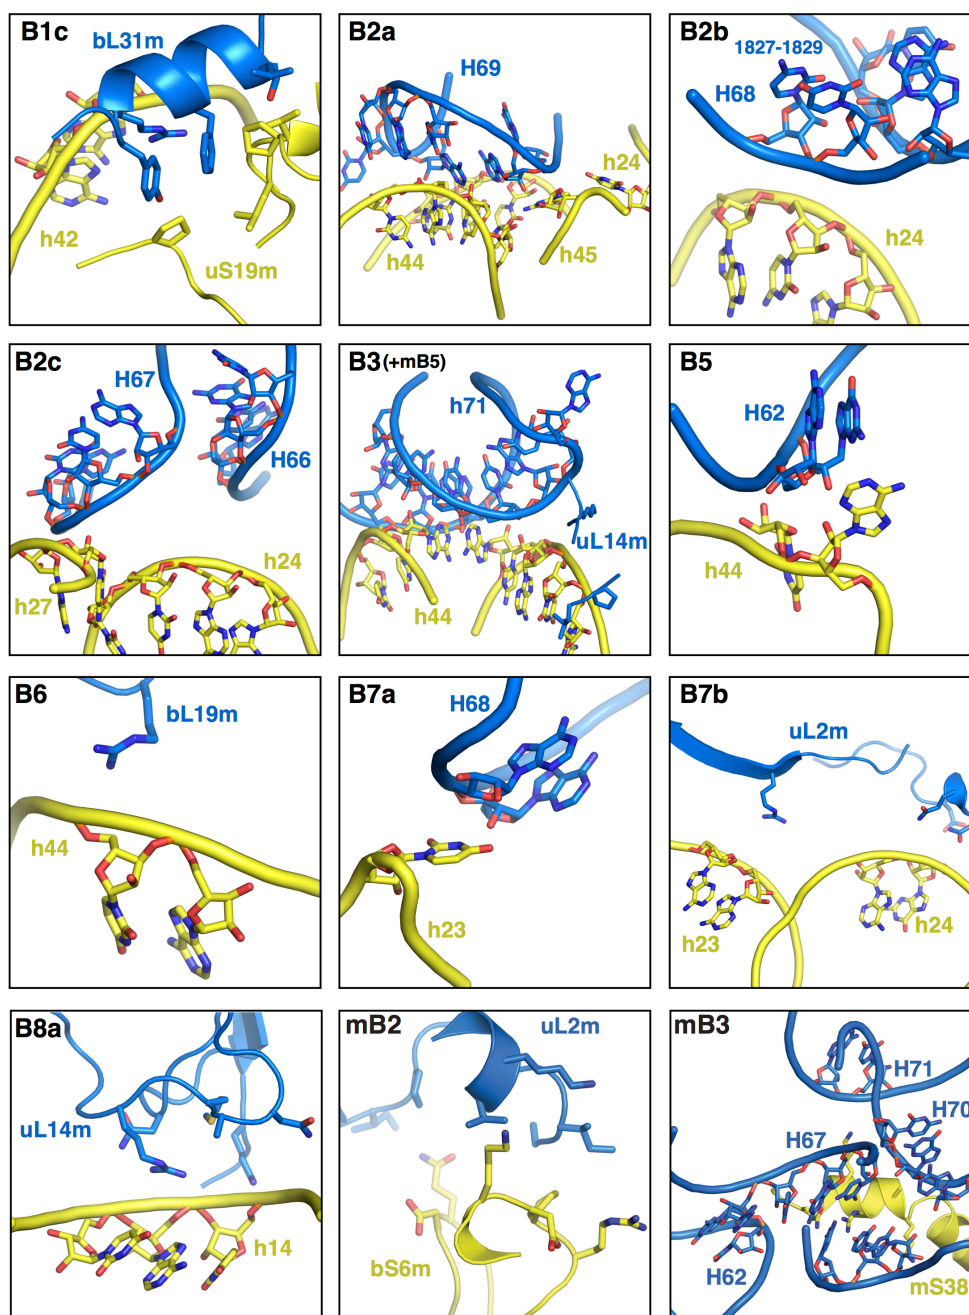 B1c
bL31m
h42
uS19m
B2a
H69
h24
h44
h45
B2b
1827-1829
H68
h24
B2c
H67
H66
h24
h27
B3 (+mB5)
h71
uL14m
h44
B5
H62
h44
B6
bL19m
h44
B7a
H68
h23
B7b
uL2m
h23
h24
B8a
uL14m
h14
mB2
uL2m
bS6m
mB3
H71
H70
H67
H62
mS38